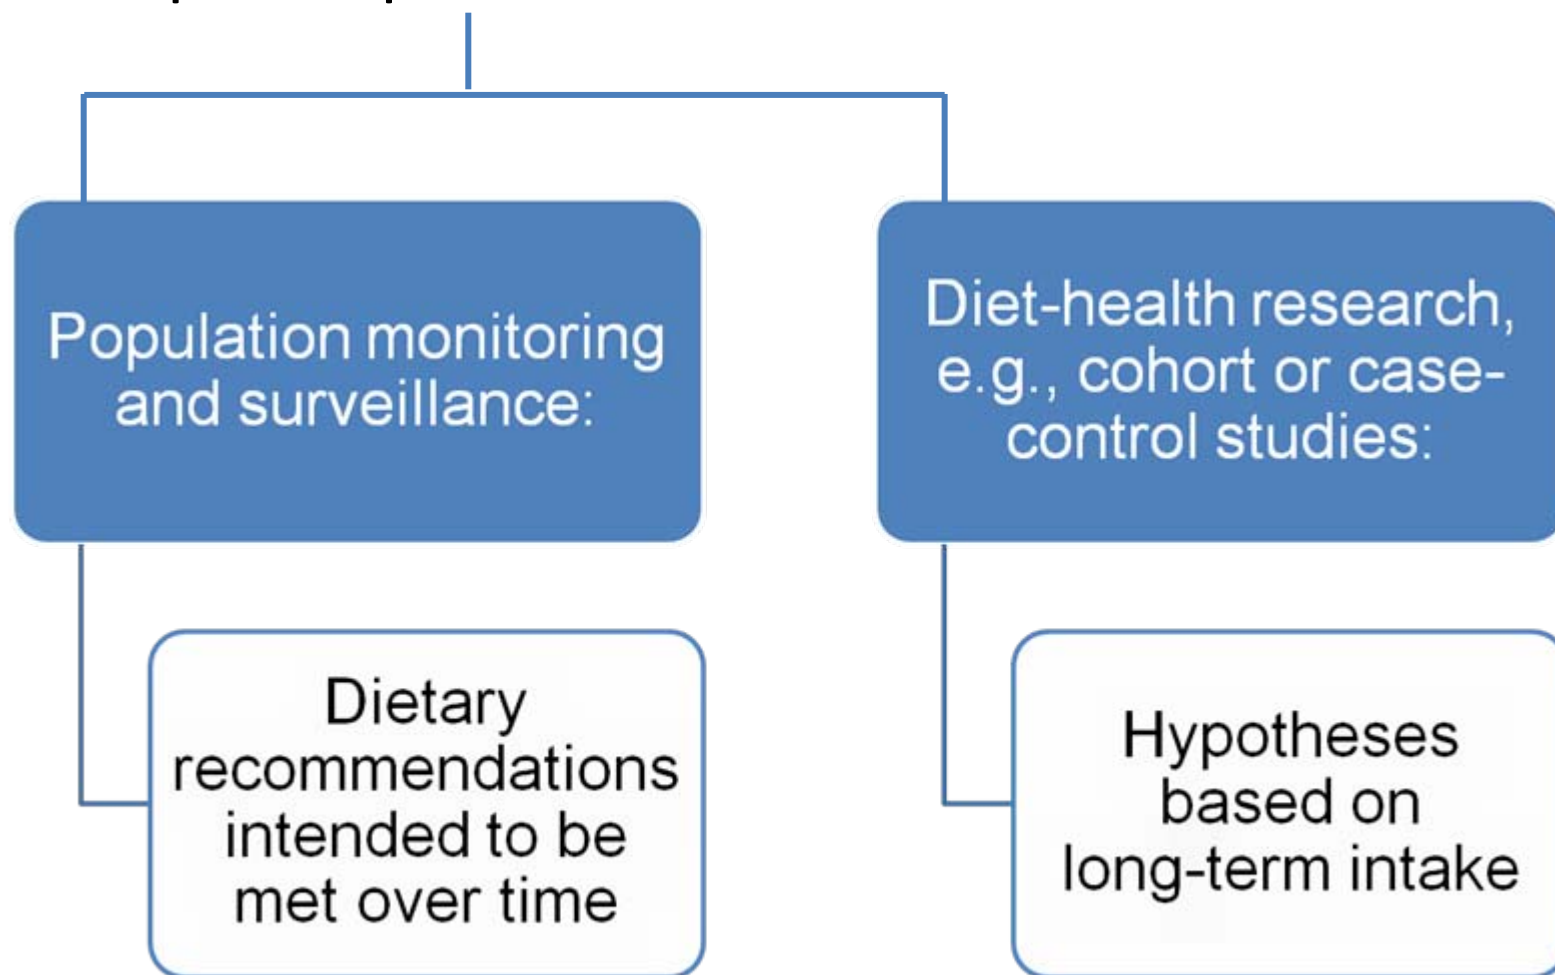 Population monitoring
and surveillance:
Dietary
recommendations
intended to be
met over time
Diet-health research,
e.g., cohort or case-
control studies:
Hypotheses
based on
long-term intake